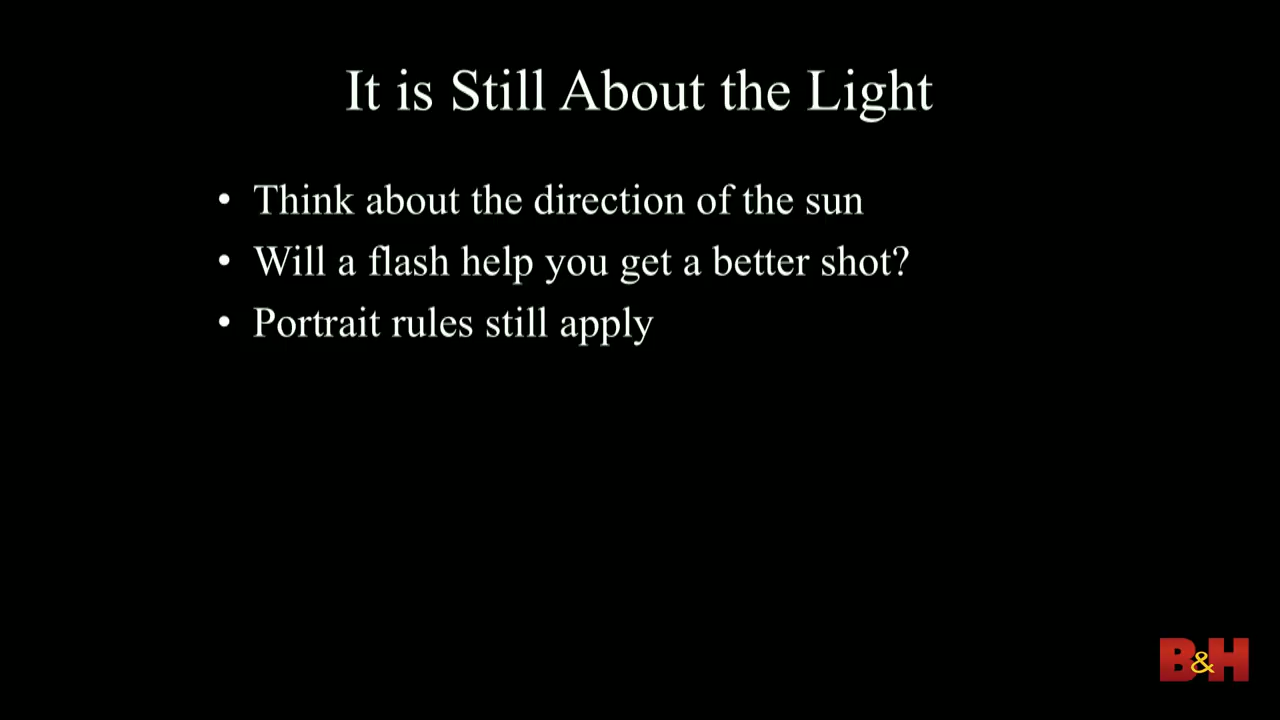 It is Still About the Light
• Think about the direction of the sun
• Will a flash help you get a better shot?
• Portrait rules still apply
B&H